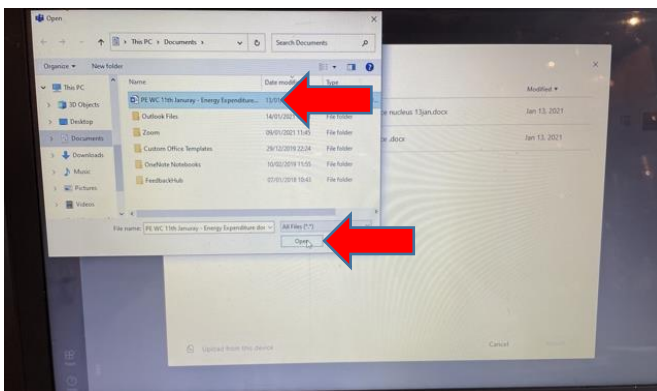 Open
This PC > Documents >
Search Documents
Organise New folder
Name Date modified Type
This PC
3D Objects
Desktop
Documents
Downloads
Music
Pictures
Videos
PE WC 11th Januray - Energy Expenditure...
Outlook Files 14/01/2021 File folder
Zoom 09/01/2021 11:45 File folder
Custom Office Templates 29/12/2018 22:24 File folder
OneNote Notebooks 10/02/2018 11:55 File folder
FeedbackHub 07/01/2018 10:43 File folder
File name: PE WC 11th Januray - Energy Expenditure All Files (*.*)
Open
Modified
nucleus 13jan.docx Jan 13, 2021
.docx Jan 13, 2021
Upload from this device
Cancel